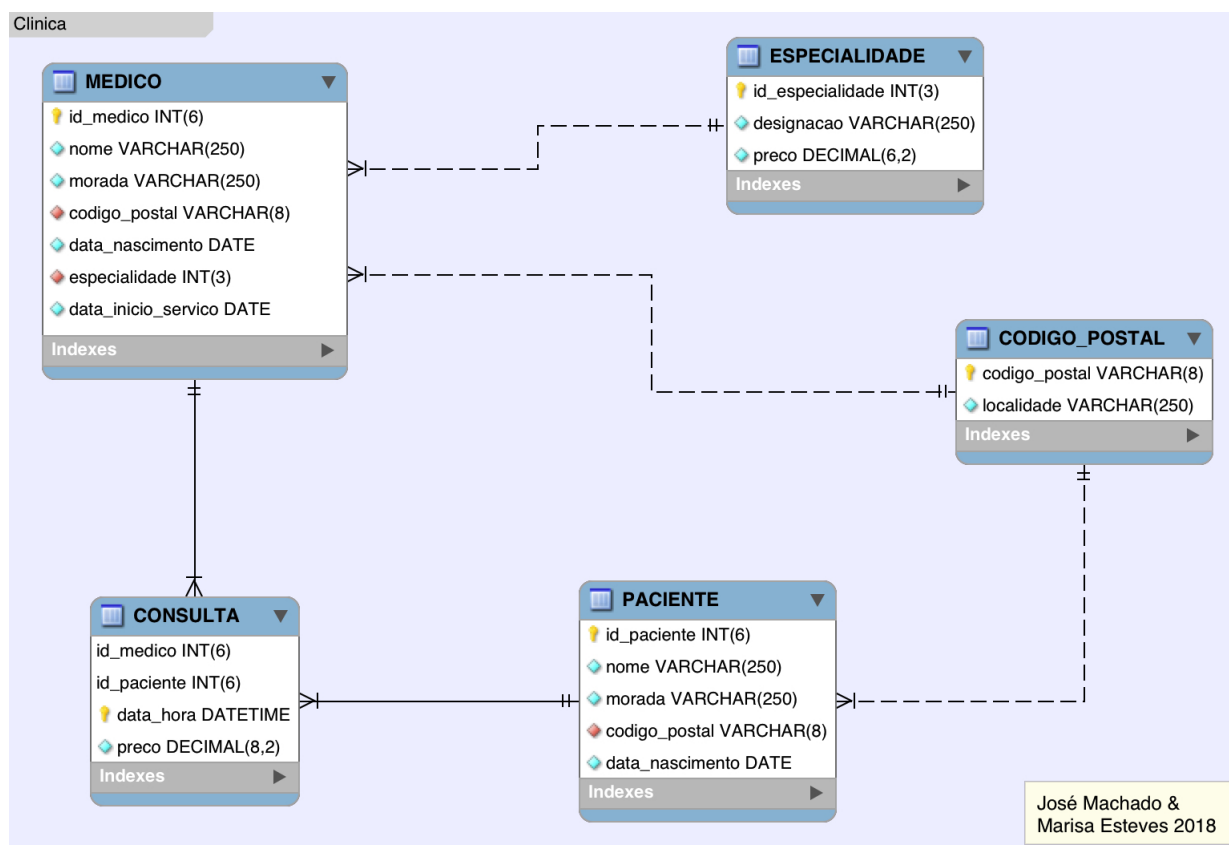 Clinica
MEDICO
id_medico INT(6)
nome VARCHAR(250)
morada VARCHAR(250)
codigo_postal VARCHAR(8)
data_nascimento DATE
especialidade INT(3)
data_inicio_servico DATE
Indexes
ESPECIALIDADE
id_especialidade INT(3)
designacao VARCHAR(250)
preco DECIMAL(6,2)
Indexes
CODIGO_POSTAL
codigo_postal VARCHAR(8)
localidade VARCHAR(250)
Indexes
CONSULTA
id_medico INT(6)
id_paciente INT(6)
data_hora DATETIME
preco DECIMAL(8,2)
Indexes
PACIENTE
id_paciente INT(6)
nome VARCHAR(250)
morada VARCHAR(250)
codigo_postal VARCHAR(8)
data_nascimento DATE
Indexes
José Machado &
Marisa Esteves 2018